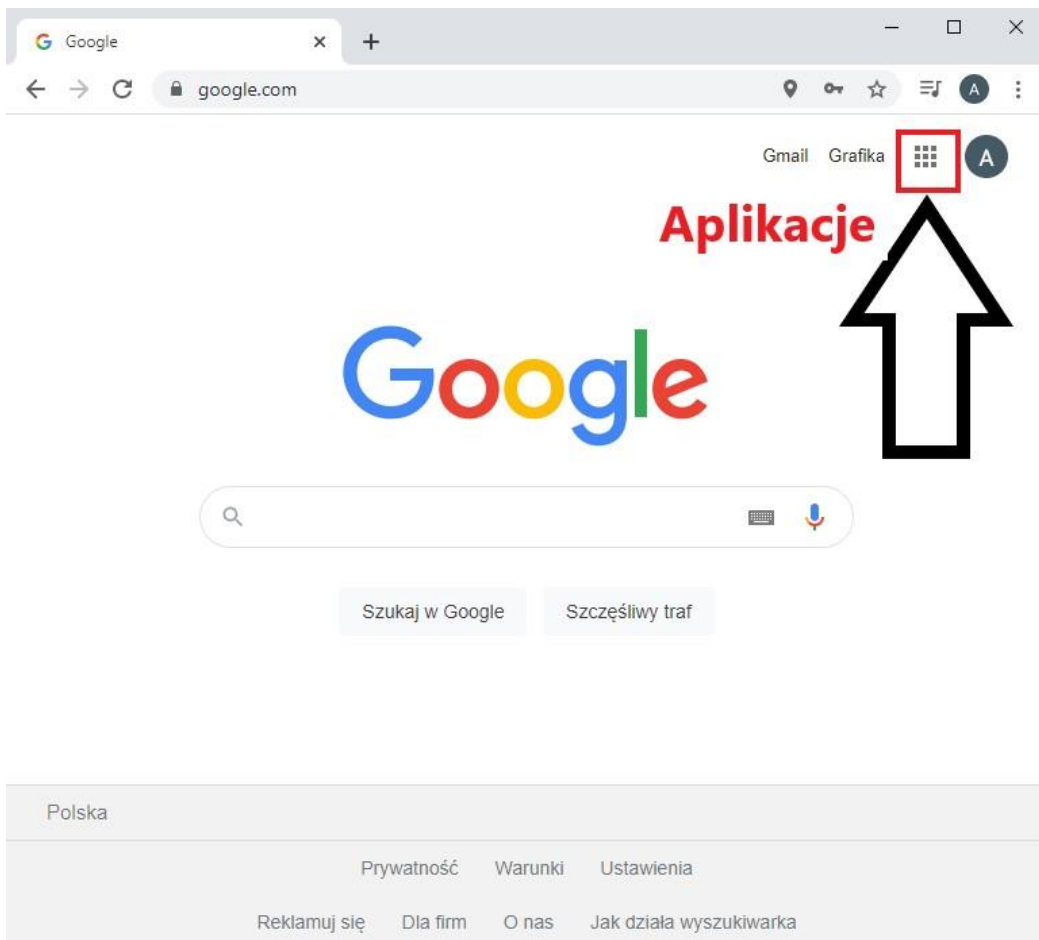 Google
google.com
A
Gmail Grafika A
Aplikacje
Google
Szukaj w Google Szczęśliwy traf
Polska
Prywatność Warunki Ustawienia
Reklamuj się Dla firm O nas Jak działa wyszukiwarka